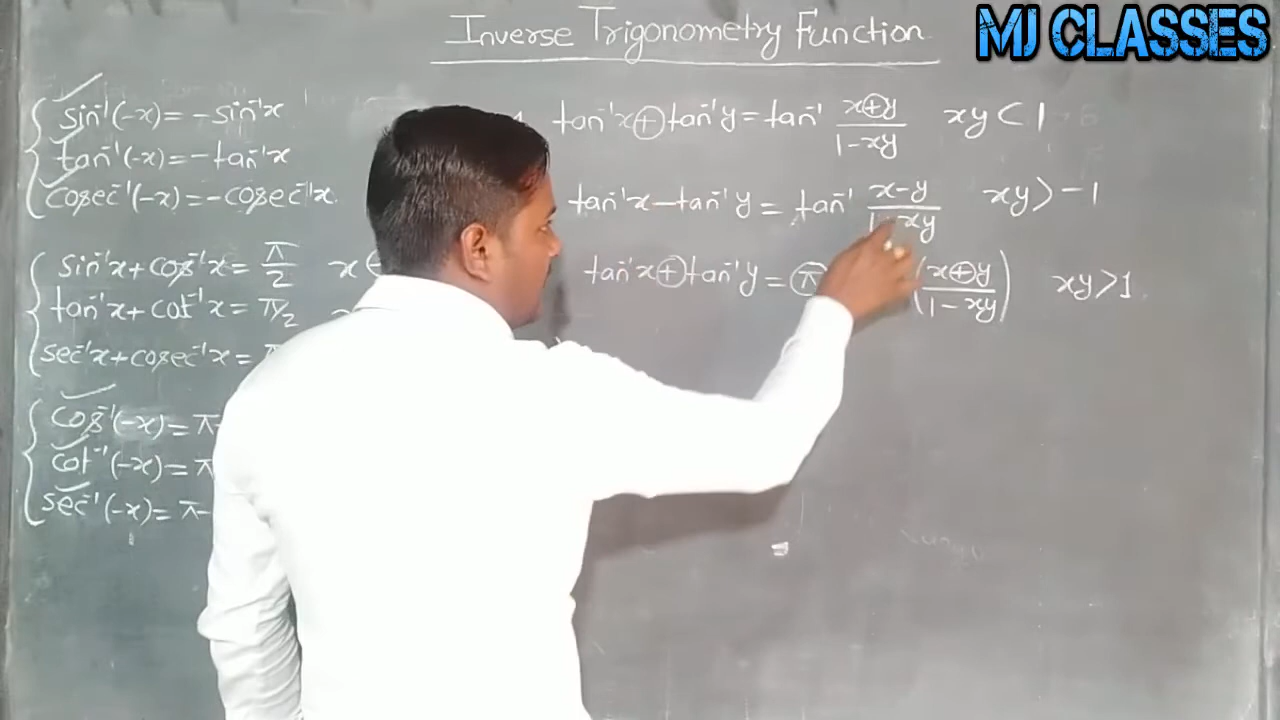 Inverse Trigonometry Function
MJ CLASSES
sin⁻¹(-x) = -sin⁻¹x
tan⁻¹(-x) = -tan⁻¹x
cosec⁻¹(-x) = -cosec⁻¹x.
sin⁻¹x + cos⁻¹x = π/2 x
tan⁻¹x + cot⁻¹x = π/2
sec⁻¹x + cosec⁻¹x =
cos⁻¹(-x) = π-
cot⁻¹(-x) = π
sec⁻¹(-x) = π-
tan⁻¹x + tan⁻¹y = tan⁻¹ (x+y)/(1-xy) xy < 1
tan⁻¹x - tan⁻¹y = tan⁻¹ (x-y)/ xy > -1
tan⁻¹x + tan⁻¹y = π ((x+y)/(1-xy)) xy > 1.